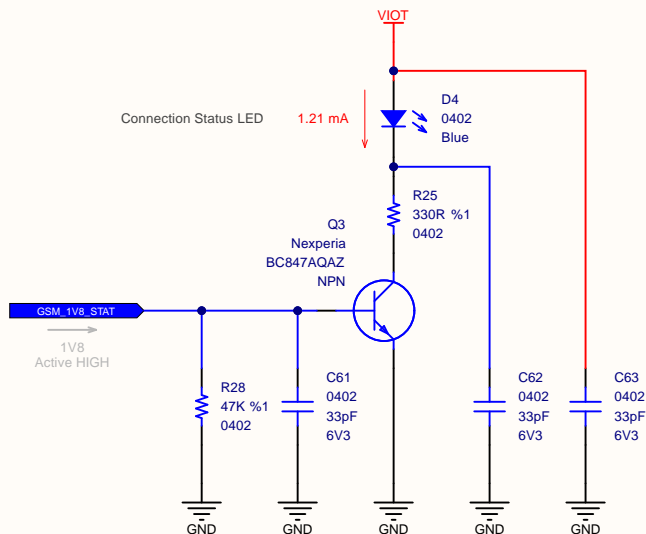 VIOT
Connection Status LED
1.21 mA
D4
0402
Blue
R25
330R %1
0402
Q3
Nexperia
BC847AQAZ
NPN
GSM_1V8_STAT
1V8
Active HIGH
R28
47K %1
0402
C61
0402
33pF
6V3
C62
0402
33pF
6V3
C63
0402
33pF
6V3
GND
GND
GND
GND
GND